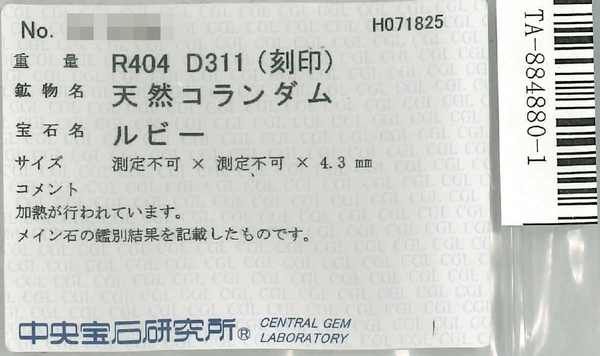 No.
H071825
重量 R404 D311 (刻印)
鉱物名 天然コランダム
宝石名 ルビー
サイズ 測定不可 × 測定不可 × 4.3 mm
コメント
加熱が行われています。
メイン石の鑑別結果を記載したものです。
中央宝石研究所® CENTRAL GEM
LABORATORY
TA-884880-1